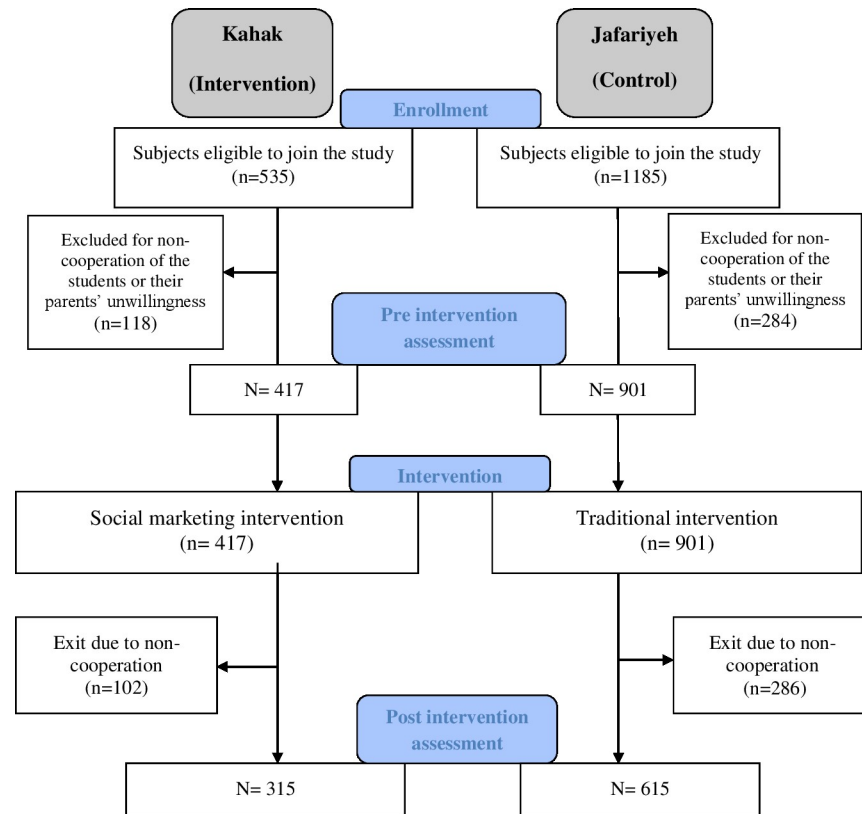 Kahak
(Intervention)
Jafariyeh
(Control)
Enrollment
Subjects eligible to join the study
(n=535)
Subjects eligible to join the study
(n=1185)
Excluded for non-
cooperation of the
students or their
parents’ unwillingness
(n=118)
Excluded for non-
cooperation of the
students or their
parents’ unwillingness
(n=284)
Pre intervention
assessment
N= 417
N= 901
Intervention
Social marketing intervention
(n= 417)
Traditional intervention
(n= 901)
Exit due to non-
cooperation
(n=102)
Exit due to non-
cooperation
(n=286)
Post intervention
assessment
N= 315
N= 615